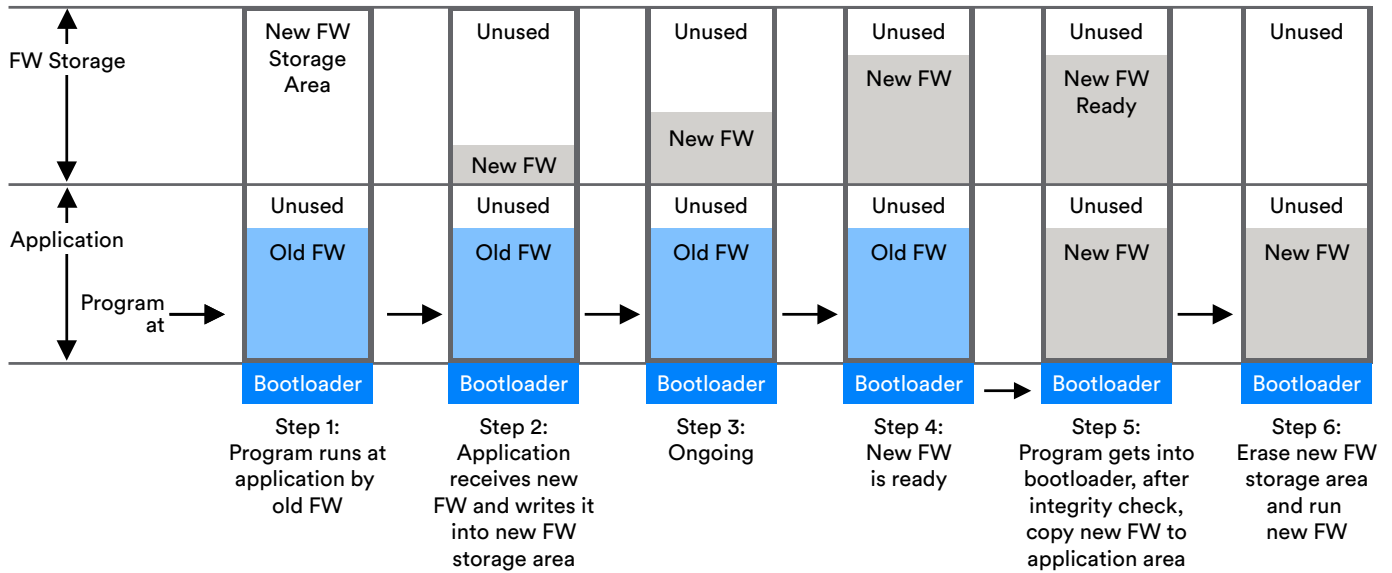 FW Storage
Application
Program
at
New FW
Storage
Area
Unused
Old FW
Bootloader
Step 1:
Program runs at
application by
old FW
Unused
New FW
Unused
Old FW
Bootloader
Step 2:
Application
receives new
FW and writes it
into new FW
storage area
Unused
New FW
Unused
Old FW
Bootloader
Step 3:
Ongoing
Unused
New FW
Unused
Old FW
Bootloader
Step 4:
New FW
is ready
Unused
New FW
Ready
Unused
New FW
Bootloader
Step 5:
Program gets into
bootloader, after
integrity check,
copy new FW to
application area
Unused
Unused
New FW
Bootloader
Step 6:
Erase new FW
storage area
and run
new FW